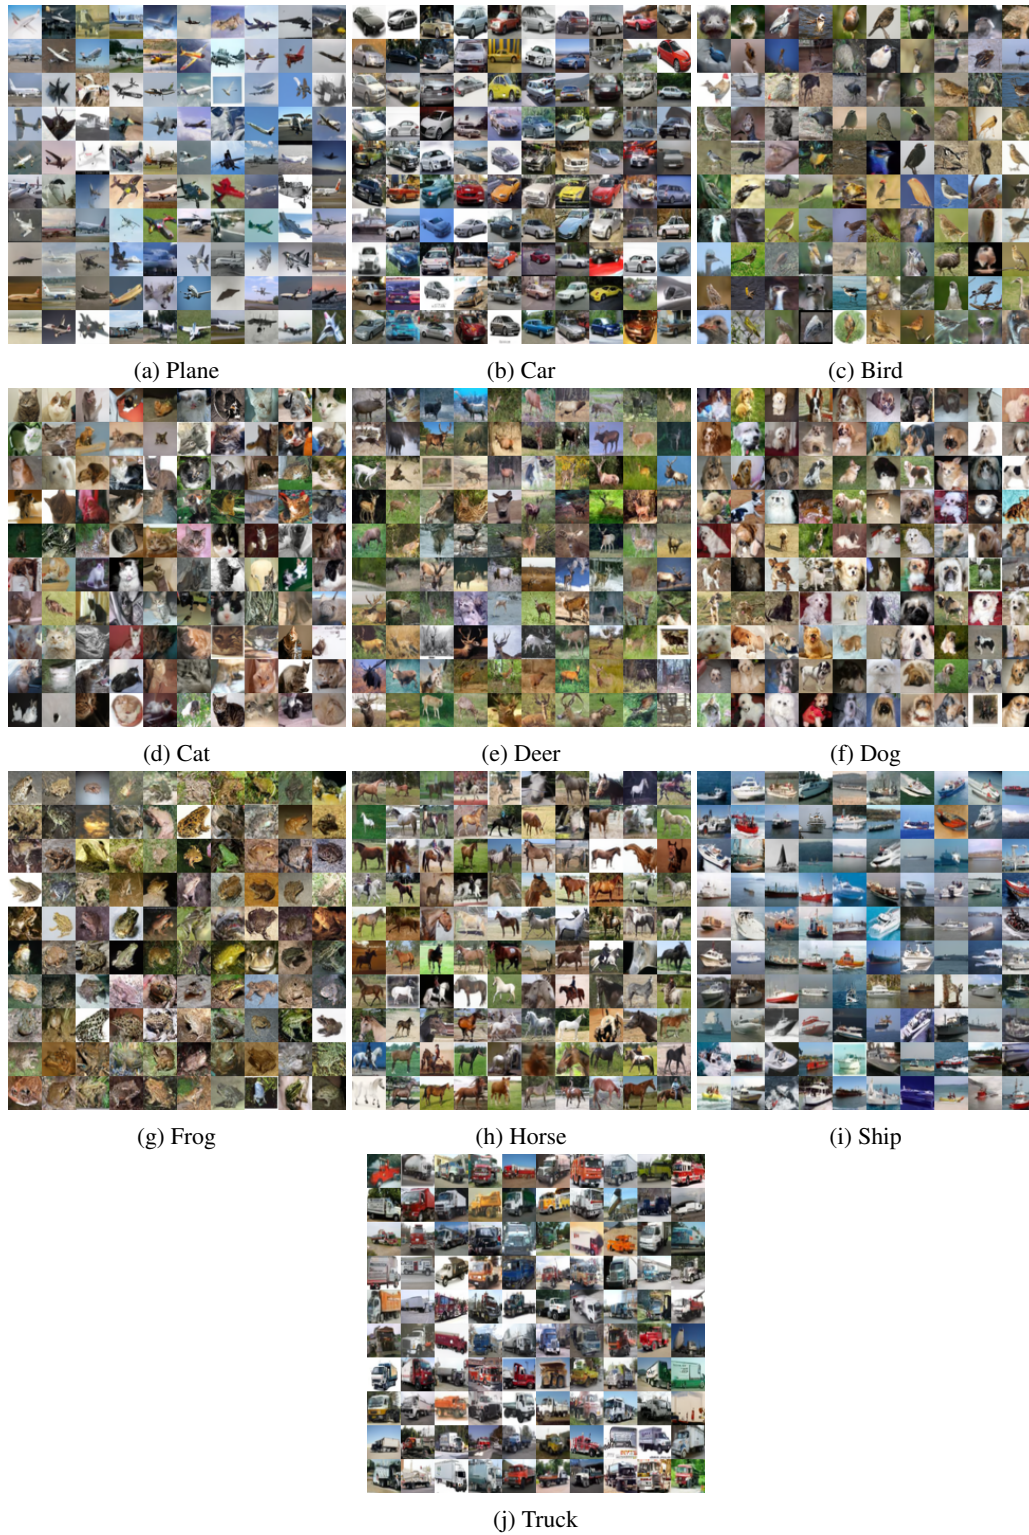 (a) Plane
(b) Car
(c) Bird
(d) Cat
(e) Deer
(f) Dog
(g) Frog
(h) Horse
(i) Ship
(j) Truck